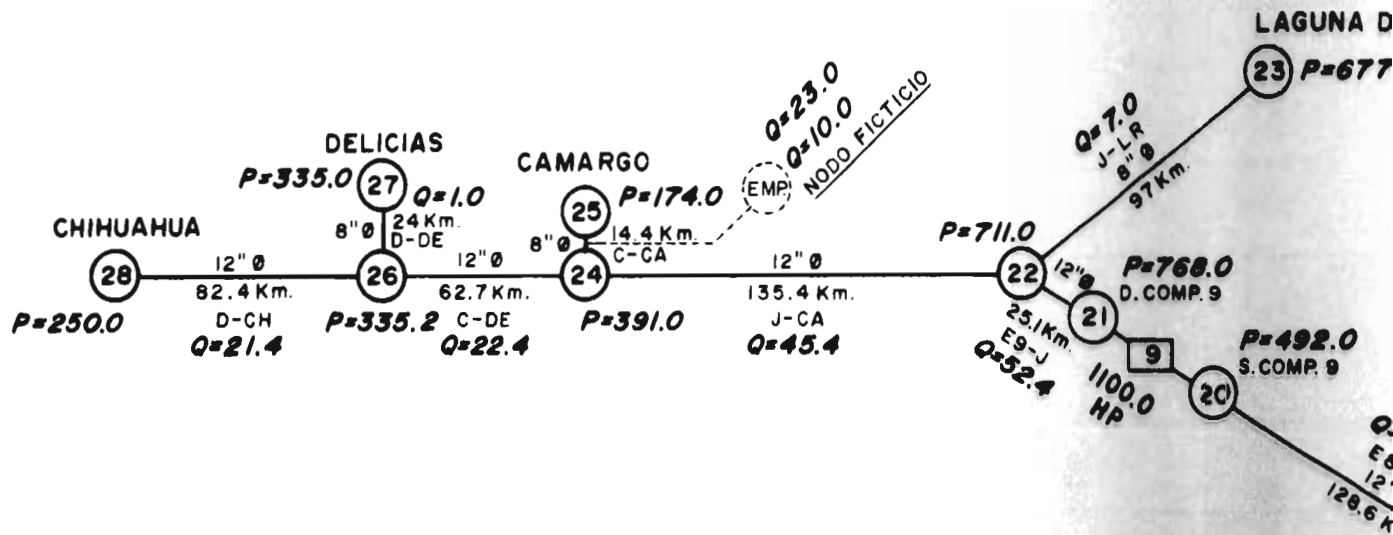 LAGUNA D
23 P=677
Q=7.0
J-LR
8"Ø
97 Km.
Q=23.0
Q=10.0
NODO FICTICIO
EMP.
DELICIAS
P=335.0 27 Q=1.0
8"Ø 24 Km.
D-DE
CAMARGO
25 P=174.0
8"Ø 14.4 Km.
C-CA
CHIHUAHUA
28
P=250.0
12"Ø
82.4 Km.
D-CH
Q=21.4
26
P=335.2
12"Ø
62.7 Km.
C-DE
Q=22.4
24
P=391.0
12"Ø
135.4 Km.
J-CA
Q=45.4
P=711.0
22
12"Ø
25.1 Km.
E9-J
Q=52.4
P=768.0
D. COMP. 9
21
9
1100.0
HP
P=492.0
S. COMP. 9
20
E8
12"
128.6 K